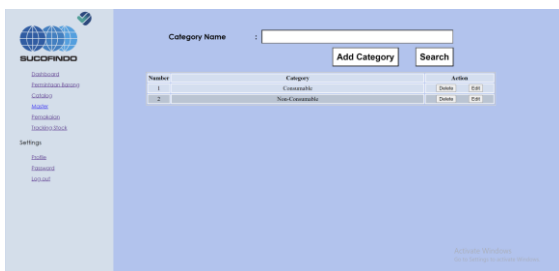 SUCOFINDO
Dashboard
Permintaan Barang
Catalog
Master
Pemakaian
Tracking Stock
Settings
Profile
Password
Log out
Category Name :
Add Category Search
Number Category Action
1 Consumable Delete Edit
2 Non-Consumable Delete Edit
Activate Windows